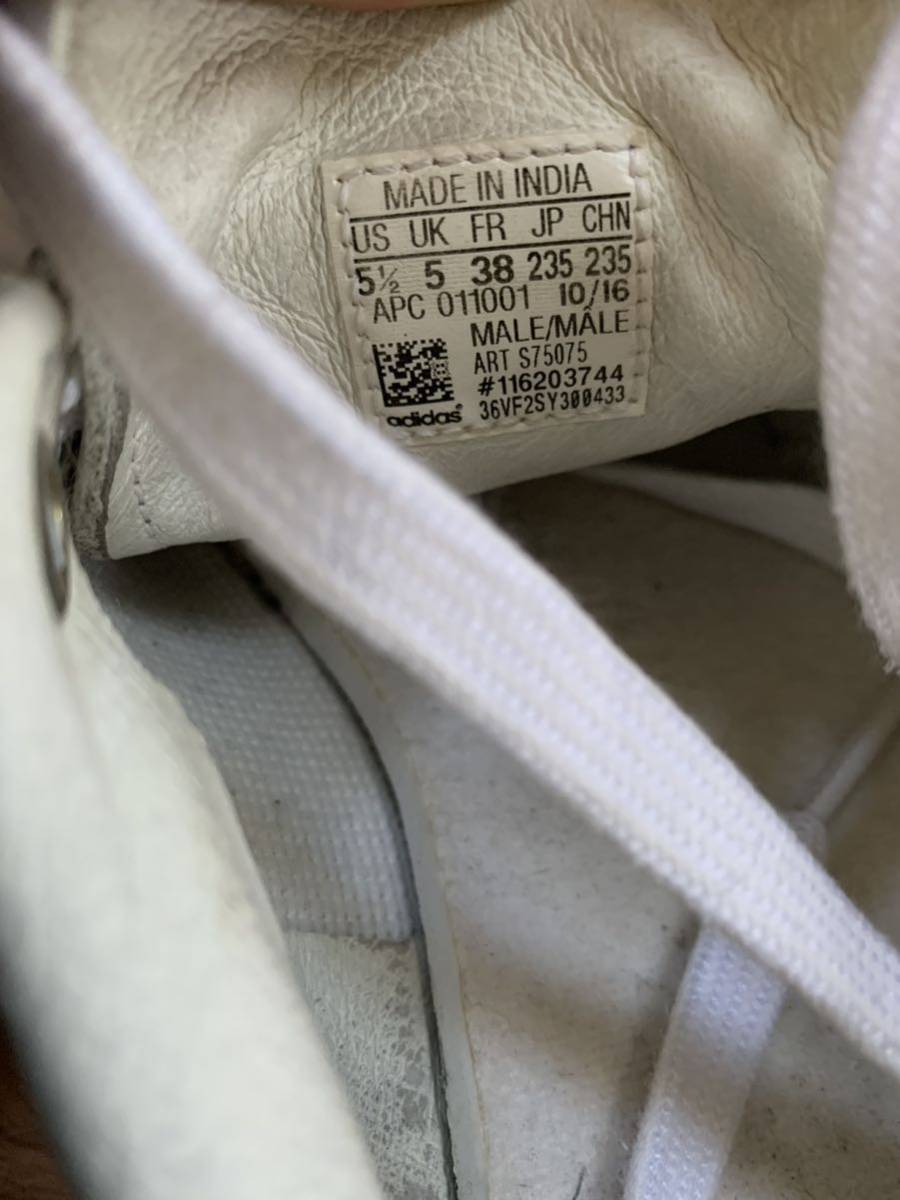 MADE IN INDIA
US UK FR JP CHN
5½ 5 38 235 235
APC 011001 10/16
MALE/MÂLE
ART S75075
#116203744
adidas 36VF2SY300433